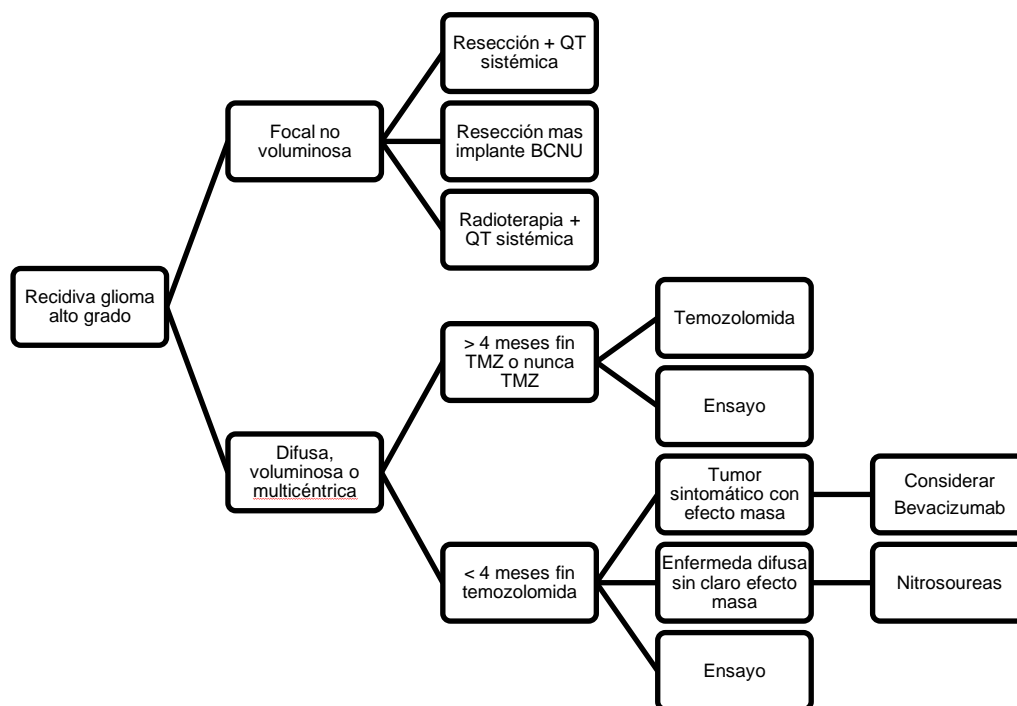 Resección + QT
sistémica
Focal no
voluminosa
Resección mas
implante BCNU
Radioterapia +
QT sistémica
Recidiva glioma
alto grado
> 4 meses fin
TMZ o nunca
TMZ
Temozolomida
Ensayo
Difusa,
voluminosa o
multicéntrica
Tumor
sintomático con
efecto masa
Considerar
Bevacizumab
< 4 meses fin
temozolomida
Enfermeda difusa
sin claro efecto
masa
Nitrosoureas
Ensayo